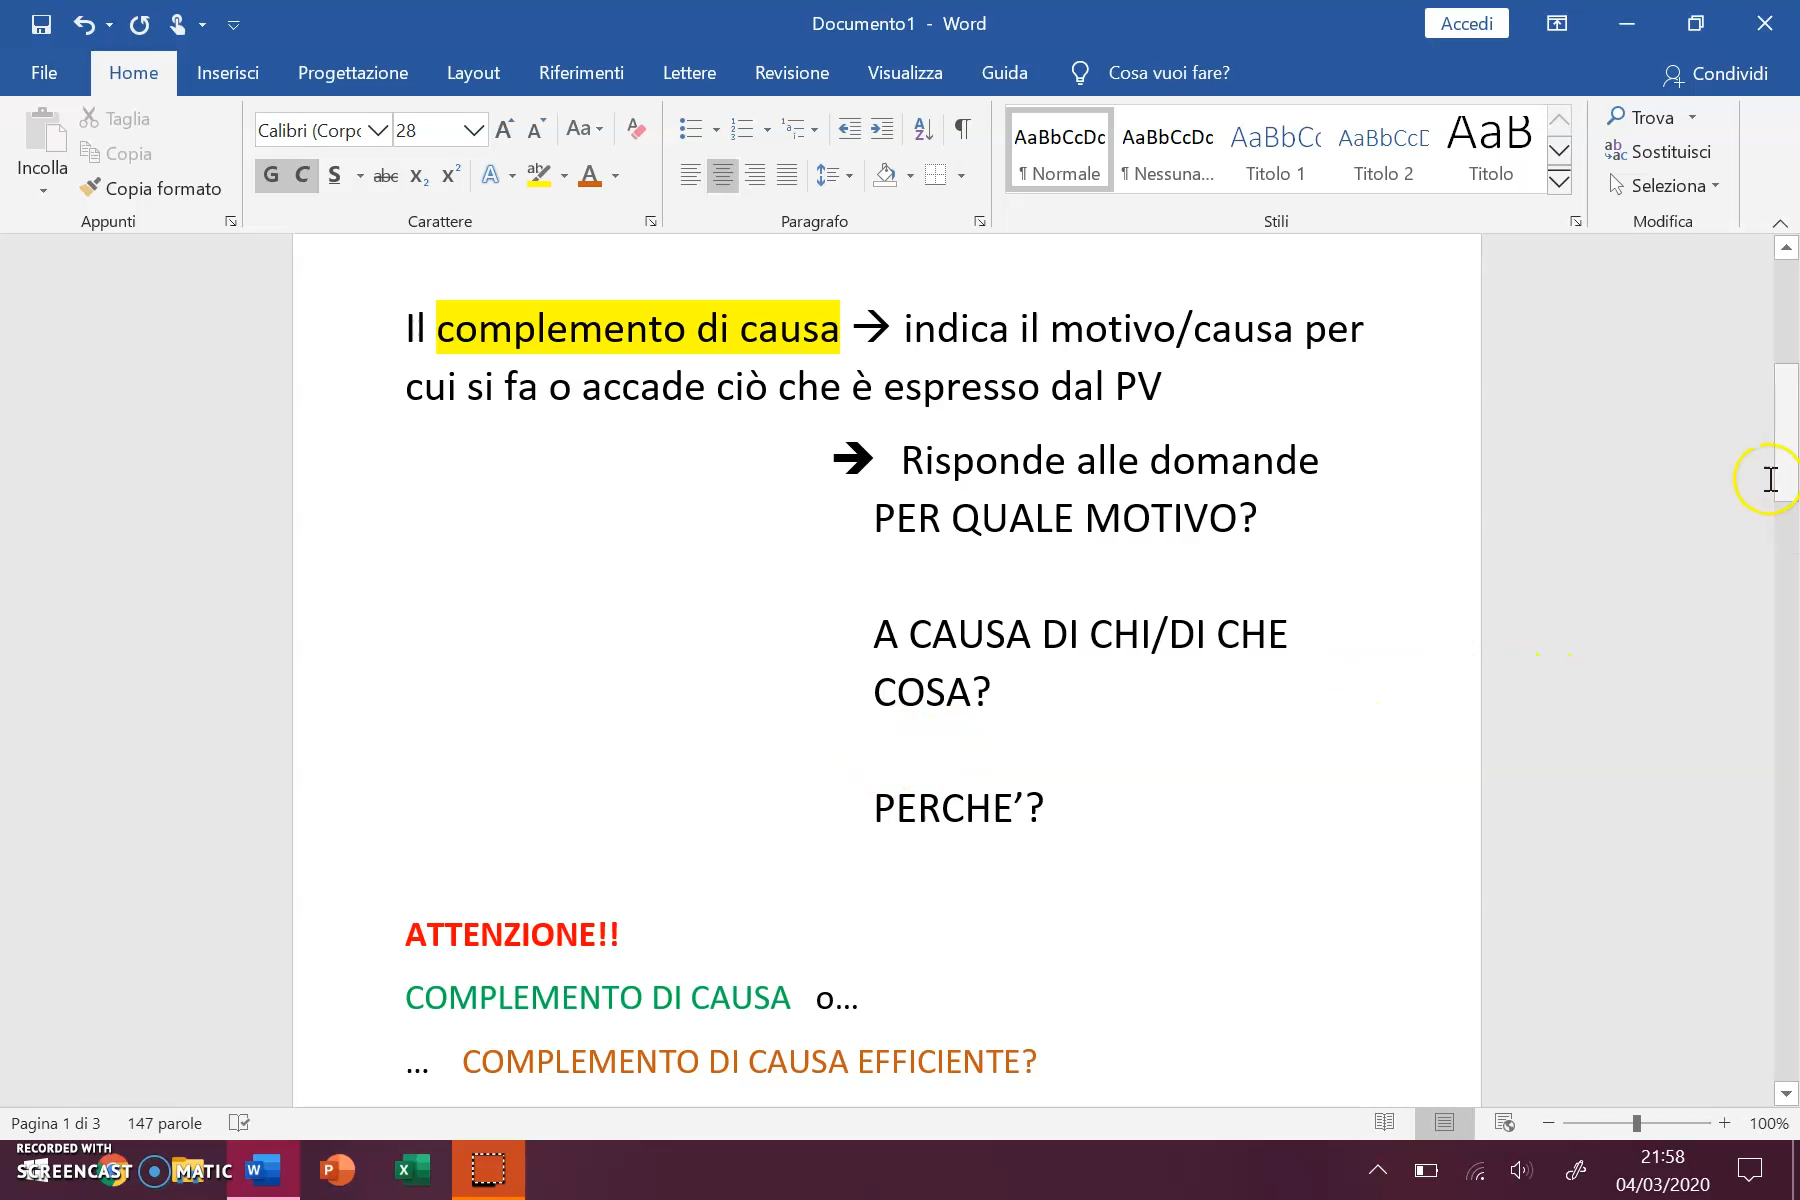 Documento1 - Word
Accedi
File Home Inserisci Progettazione Layout Riferimenti Lettere Revisione Visualizza Guida Cosa vuoi fare? Condividi
Incolla
Taglia
Copia
Copia formato
Appunti
Calibri (Corpo 28
Aa
G C S abc x₂ x² A ab A
Carattere
Paragrafo
AaBbCcDc AaBbCcDc AaBbCc AaBbCcD AaB
¶ Normale ¶ Nessuna... Titolo 1 Titolo 2 Titolo
Stili
Trova
Sostituisci
Seleziona
Modifica
Il complemento di causa → indica il motivo/causa per
cui si fa o accade ciò che è espresso dal PV
➔ Risponde alle domande
PER QUALE MOTIVO?
A CAUSA DI CHI/DI CHE
COSA?
PERCHE’?
ATTENZIONE!!
COMPLEMENTO DI CAUSA o...
... COMPLEMENTO DI CAUSA EFFICIENTE?
Pagina 1 di 3 147 parole
100%
RECORDED WITH
SCREENCAST MATIC
21:58
04/03/2020